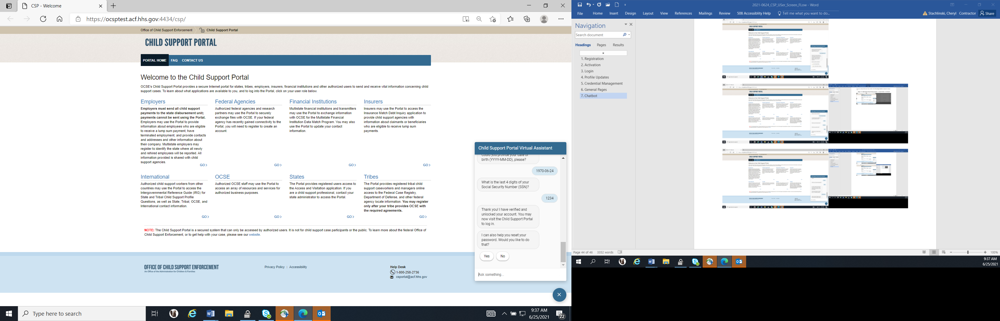 CSP - Welcome
https://ocsptest.acf.hhs.gov:4434/csp/
Office of Child Support Enforcement
Child Support Portal
CHILD SUPPORT PORTAL
PORTAL HOME FAQ CONTACT US
Welcome to the Child Support Portal
OCSE's Child Support Portal provides a secure Internet portal for states, tribes, employers, insurers, financial institutions and other authorized users to send and receive vital information concerning child
support cases. To learn about what applications are available to you, and to log into the Portal, click on your user role below.
Employers
Employers must send all child support
payments to the state disbursement unit;
payments cannot be sent using the Portal.
Employers may use the Portal to provide
information about employees who are eligible
to receive a lump sum payment, have
terminated employment, and provide contacts
and addresses and other information about
their company. Multistate employers may
register to identify the state where all newly
and rehired employees will be reported. All
information provided is shared with child
support agencies.
GO >
Federal Agencies
Authorized federal agencies and research
partners may use the Portal to securely
exchange files with OCSE. If your federal
agency has recently gained connectivity to the
Portal, you will need to register to create an
account.
GO >
Financial Institutions
Multistate financial institutions and transmitters
may use the Portal to exchange information
with OCSE for the Multistate Financial
Institution Data Match Program. You may also
use the Portal to update your contact
information.
GO >
Insurers
Insurers may use the Portal to access the
Insurance Match Debt Inquiry application to
provide child support agencies with
information about claimants or beneficiaries
who are eligible to receive lump sum
payments.
GO >
International
Authorized child support workers from other
countries may use the Portal to access the
Intergovernmental Reference Guide (IRG) for
State and Tribal Child Support Profile
Questions, as well as State, Tribal, OCSE, and
International contact information.
GO >
OCSE
Authorized OCSE staff may use the Portal to
access an array of resources and services for
authorized business purposes.
GO >
States
The Portal provides registered users access to
the Access and Visitation application. If you
are a child support professional, contact your
state administrator to access the Portal.
GO >
Tribes
The Portal provides registered tribal child
support caseworkers and managers online
access to the Federal Case Registry,
Department of Defense, and other federal
agency locate information. You may register
only after your tribe provides OCSE with
the required agreements.
GO >
NOTE: The Child Support Portal is a secured system that can only be accessed by authorized users. It is not for child support case participants or the public. To learn more about the federal Office of
Child Support Enforcement, or to get help with your case, please see our website.
OFFICE OF CHILD SUPPORT ENFORCEMENT
An Office of the Administration for Children & Families
Privacy Policy | Accessibility
Help Desk
1-800-258-2736
csportal@acf.hhs.gov
Child Support Portal Virtual Assistant
Could you provide your date of
birth (YYYY-MM-DD), please?
1970-06-24
What is the last 4 digits of your
Social Security Number (SSN)?
1234
Thank you! I have verified and
unlocked your account. You may
now visit the Child Support Portal
to log in.
I can also help you reset your
password. Would you like to do
that?
Yes No
Ask something...
Type here to search
9:37 AM
6/25/2021
22
2021-0624_CSP_USer_Screen_FLow - Word
File Home Insert Design Layout View References Mailings Review 508 Accessiblity Help Tell me what you want to do...
Stachlinski, Cheryl Contractor Share
Navigation
Search document
Headings Pages Results
1. Registration
2. Activation
3. Login
4. Profile Updates
5. Credential Management
6. General Pages
7. Chatbot
Page 44 of 46 3352 words
100%
9:37 AM
6/25/2021